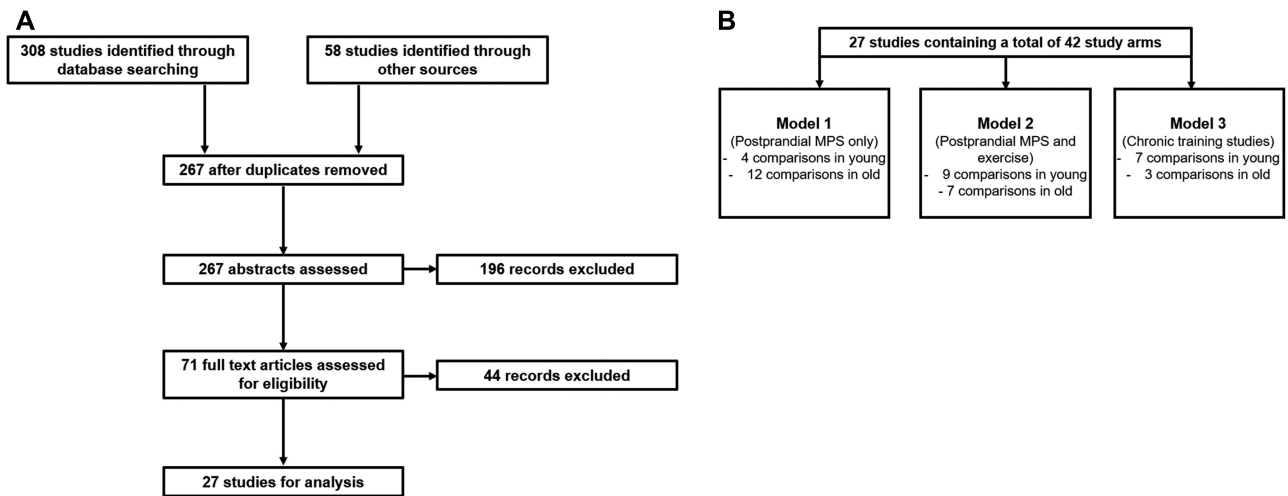 A
308 studies identified through
database searching
58 studies identified through
other sources
267 after duplicates removed
267 abstracts assessed
196 records excluded
71 full text articles assessed
for eligibility
44 records excluded
27 studies for analysis
B
27 studies containing a total of 42 study arms
Model 1
(Postprandial MPS only)
- 4 comparisons in young
- 12 comparisons in old
Model 2
(Postprandial MPS and
exercise)
- 9 comparisons in young
- 7 comparisons in old
Model 3
(Chronic training studies)
- 7 comparisons in young
- 3 comparisons in old